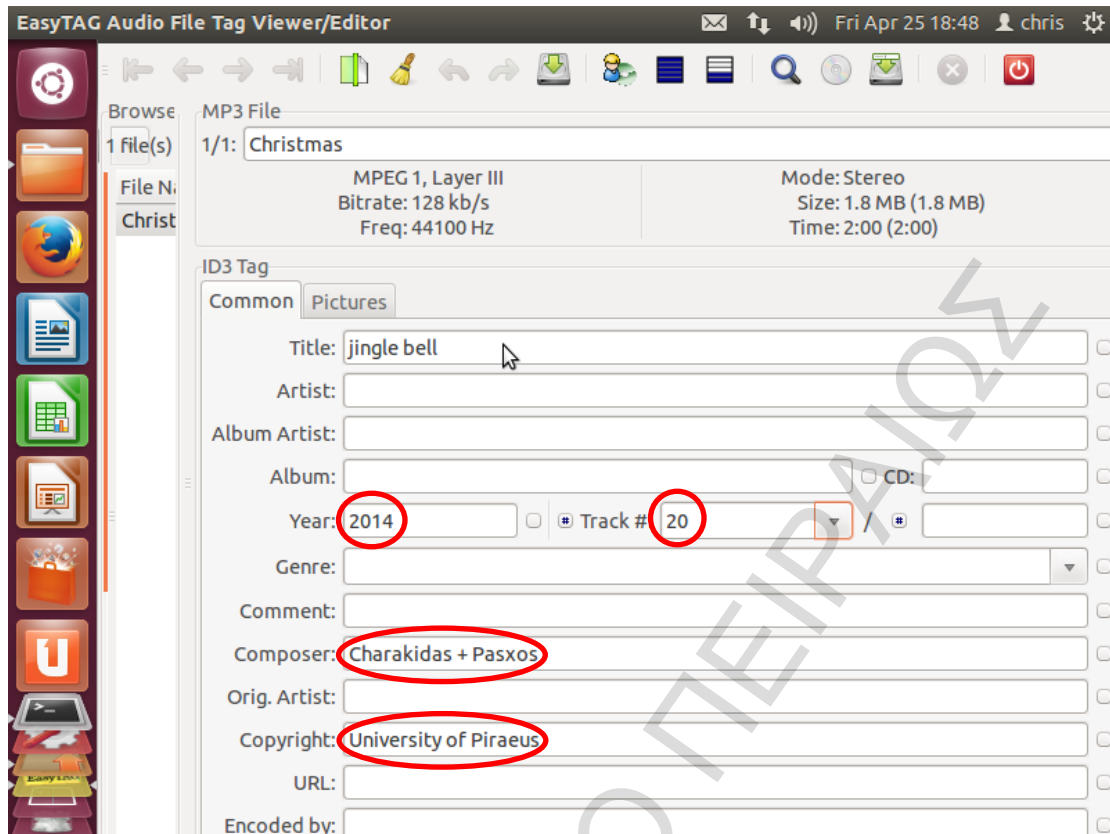 EasyTAG Audio File Tag Viewer/Editor Fri Apr 25 18:48 chris
Browse
1 file(s)
File Na
Christ
MP3 File
1/1: Christmas
MPEG 1, Layer III
Bitrate: 128 kb/s
Freq: 44100 Hz
Mode: Stereo
Size: 1.8 MB (1.8 MB)
Time: 2:00 (2:00)
ID3 Tag
Common Pictures
Title: jingle bell
Artist:
Album Artist:
Album: CD:
Year: 2014 # Track # 20 / #
Genre:
Comment:
Composer: Charakidas + Pasxos
Orig. Artist:
Copyright: University of Piraeus
URL:
Encoded by:
ΠΕΙΡΑΙΩΣ